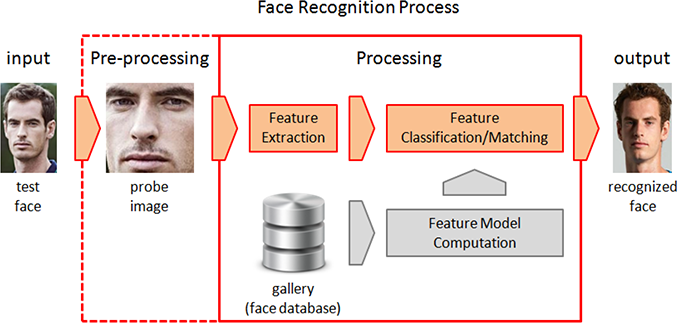 Face Recognition Process
input
Pre-processing
Processing
output
Feature
Extraction
Feature
Classification/Matching
test
face
probe
image
recognized
face
Feature Model
Computation
gallery
(face database)